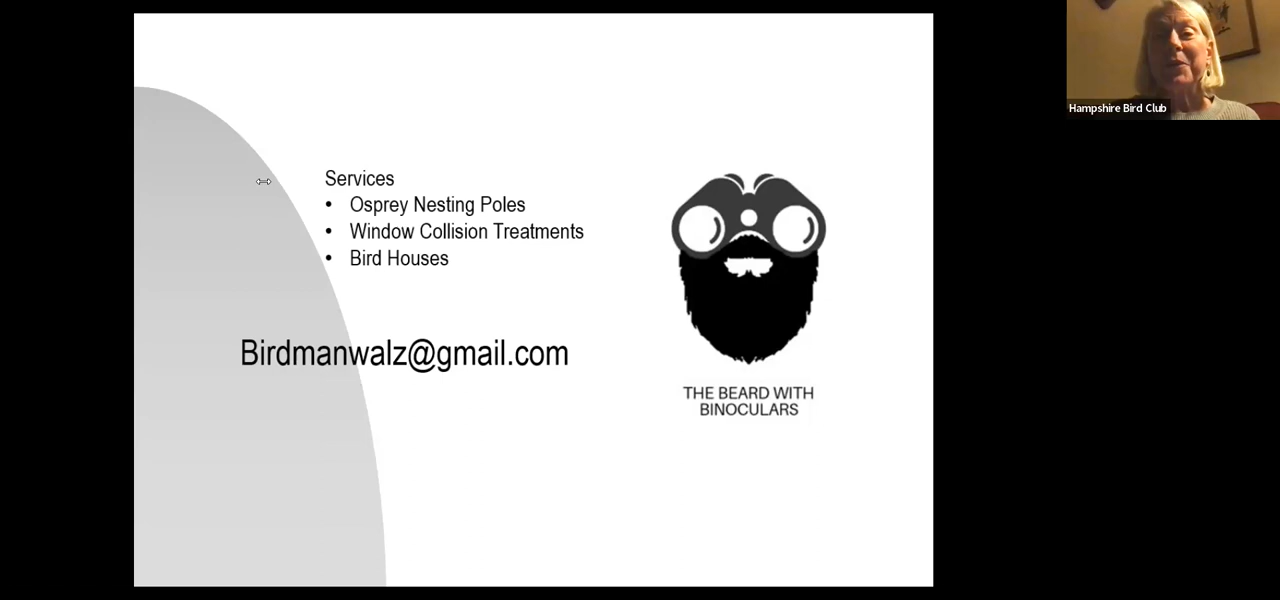 Services
• Osprey Nesting Poles
• Window Collision Treatments
• Bird Houses
Birdmanwalz@gmail.com
THE BEARD WITH
BINOCULARS
Hampshire Bird Club